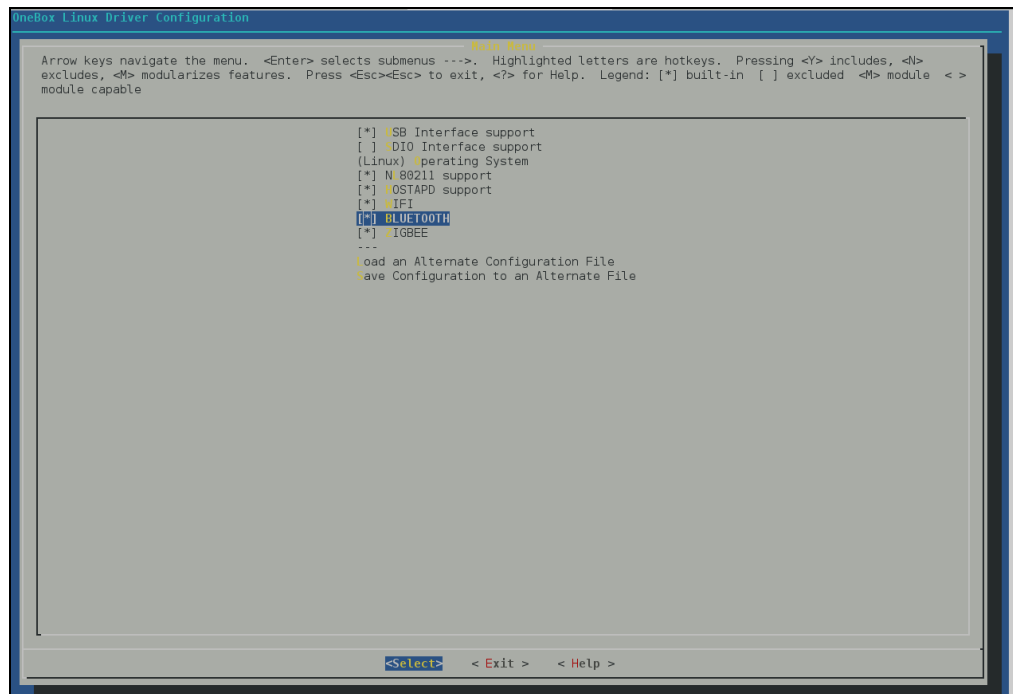 OneBox Linux Driver Configuration
Main Menu
Arrow keys navigate the menu.  <Enter> selects submenus --->.  Highlighted letters are hotkeys.  Pressing <Y> includes, <N>
excludes, <M> modularizes features.  Press <Esc><Esc> to exit, <?> for Help.  Legend: [*] built-in  [ ] excluded  <M> module  < >
module capable
[*] USB Interface support
[ ] SDIO Interface support
(Linux) Operating System
[*] NL80211 support
[*] HOSTAPD support
[*] WIFI
[*] BLUETOOTH
[*] ZIGBEE
---
Load an Alternate Configuration File
Save Configuration to an Alternate File
<Select>    < Exit >    < Help >